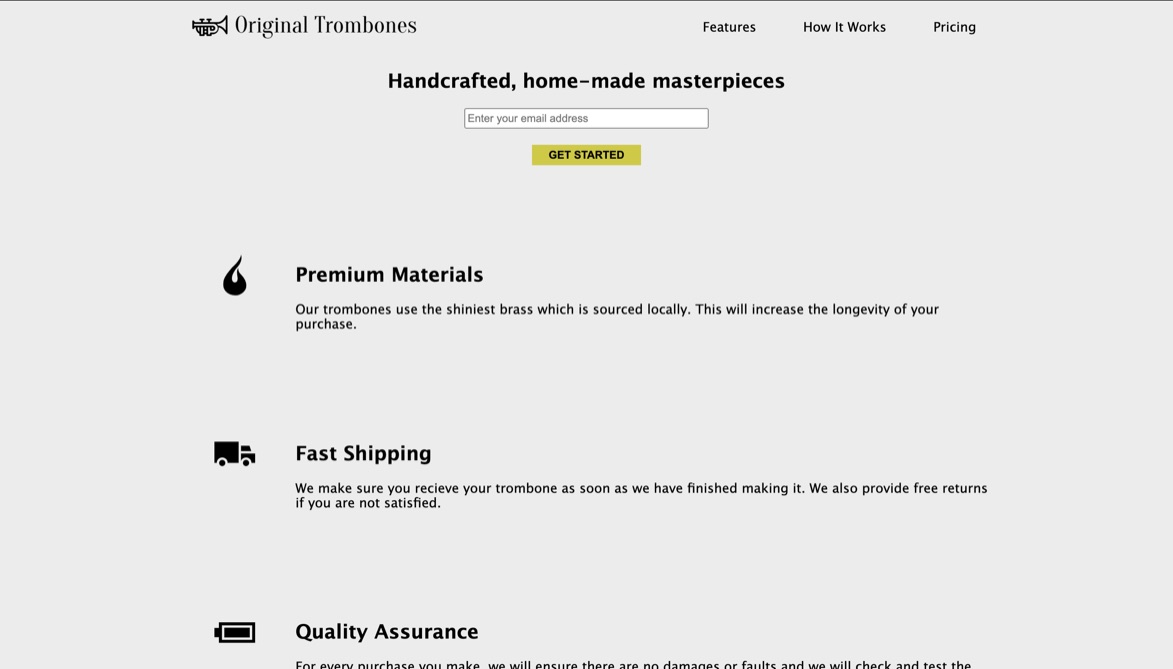 Original Trombones
Features
How It Works
Pricing
Handcrafted, home-made masterpieces
Enter your email address
GET STARTED
Premium Materials
Our trombones use the shiniest brass which is sourced locally. This will increase the longevity of your
purchase.
Fast Shipping
We make sure you recieve your trombone as soon as we have finished making it. We also provide free returns
if you are not satisfied.
Quality Assurance
For every purchase you make, we will ensure there are no damages or faults and we will check and test the